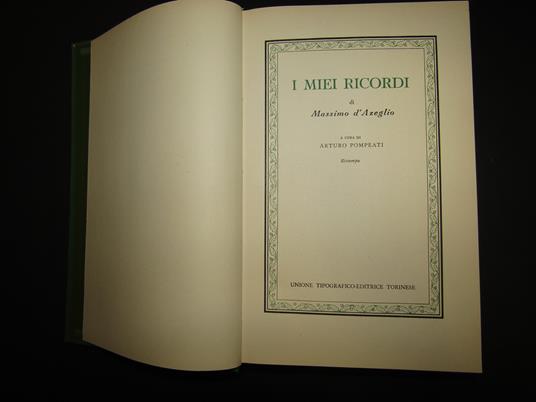 I MIEI RICORDI
di
Massimo d'Azeglio
A CURA DI
ARTURO POMPEATI
Ristampa
UNIONE TIPOGRAFICO-EDITRICE TORINESE